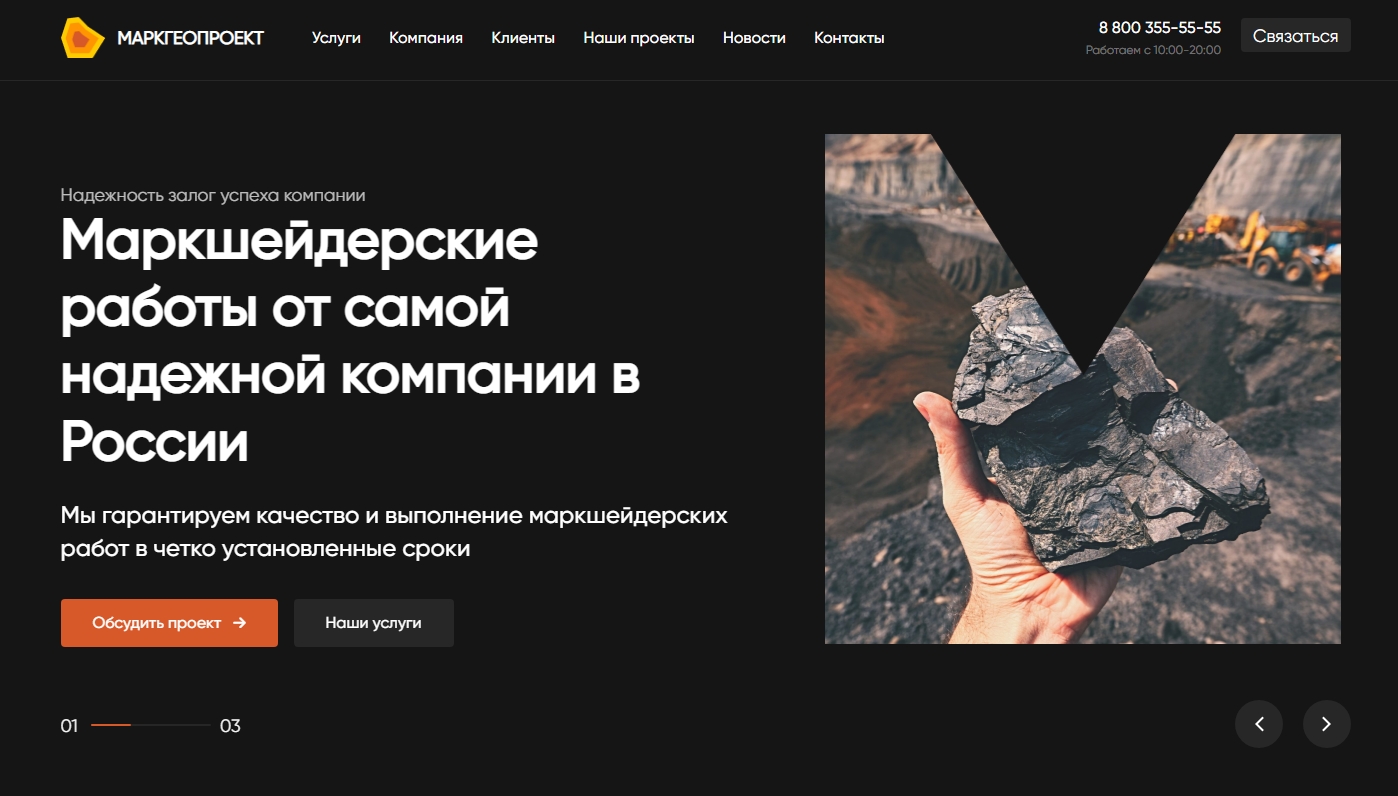 МАРКГЕОПРОЕКТ
Услуги
Компания
Клиенты
Наши проекты
Новости
Контакты
8 800 355-55-55
Работаем с 10:00-20:00
Связаться
Надежность залог успеха компании
Маркшейдерские
работы от самой
надежной компании в
России
Мы гарантируем качество и выполнение маркшейдерских
работ в четко установленные сроки
Обсудить проект
Наши услуги
01
03